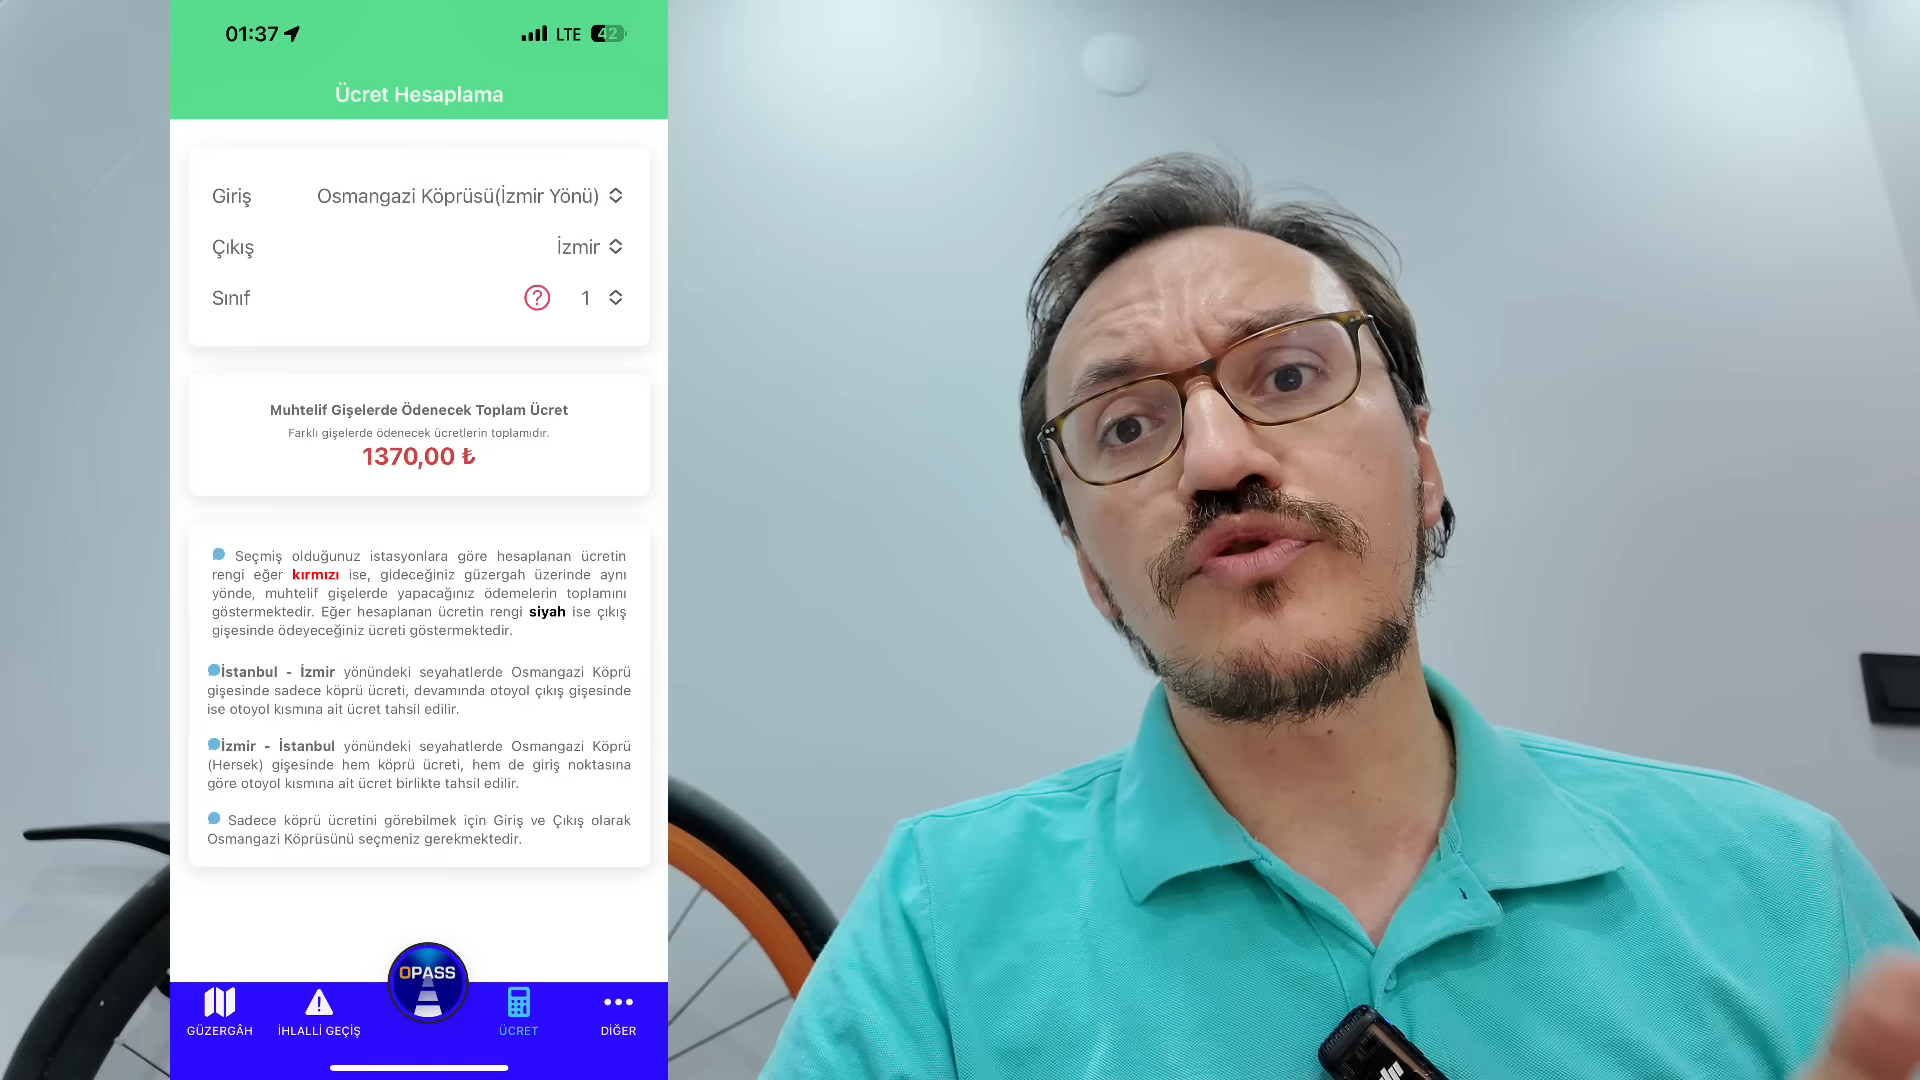 01:37
LTE
42
Ücret Hesaplama
Giriş
Osmangazi Köprüsü(İzmir Yönü)
Çıkış
İzmir
Sınıf
?
1
Muhtelif Gişelerde Ödenecek Toplam Ücret
Farklı gişelerde ödenecek ücretlerin toplamıdır.
1370,00 ₺
Seçmiş olduğunuz istasyonlara göre hesaplanan ücretin
rengi eğer kırmızı ise, gideceğiniz güzergah üzerinde aynı
yönde, muhtelif gişelerde yapacağınız ödemelerin toplamını
göstermektedir. Eğer hesaplanan ücretin rengi siyah ise çıkış
gişesinde ödeyeceğiniz ücreti göstermektedir.
İstanbul - İzmir yönündeki seyahatlerde Osmangazi Köprü
gişesinde sadece köprü ücreti, devamında otoyol çıkış gişesinde
ise otoyol kısmına ait ücret tahsil edilir.
İzmir - İstanbul yönündeki seyahatlerde Osmangazi Köprü
(Hersek) gişesinde hem köprü ücreti, hem de giriş noktasına
göre otoyol kısmına ait ücret birlikte tahsil edilir.
Sadece köprü ücretini görebilmek için Giriş ve Çıkış olarak
Osmangazi Köprüsünü seçmeniz gerekmektedir.
OPASS
GÜZERGÂH
İHLALLİ GEÇİŞ
ÜCRET
DİĞER